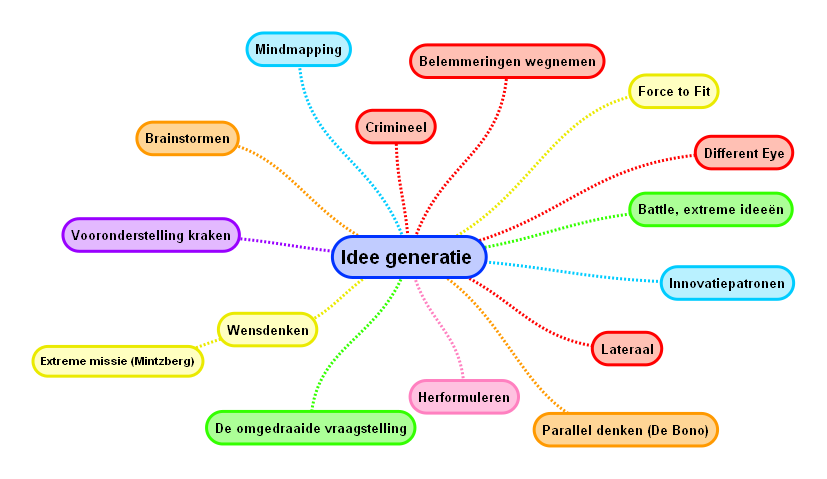 Mindmapping
Belemmeringen wegnemen
Force to Fit
Crimineel
Brainstormen
Different Eye
Battle, extreme ideeën
Vooronderstelling kraken
Idee generatie
Innovatiepatronen
Wensdenken
Lateraal
Extreme missie (Mintzberg)
Herformuleren
De omgedraaide vraagstelling
Parallel denken (De Bono)